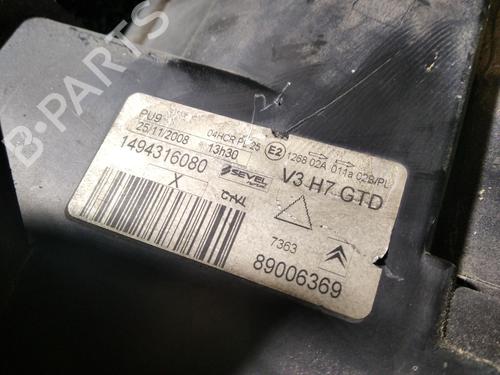 B-PARTS
PU9
25/11/2008 13h30
04HCR PL 25 E2 1268 02A 011a 02B/PL
1494316080
X
SEVEL
V3 H7 GTD
7363
89006369